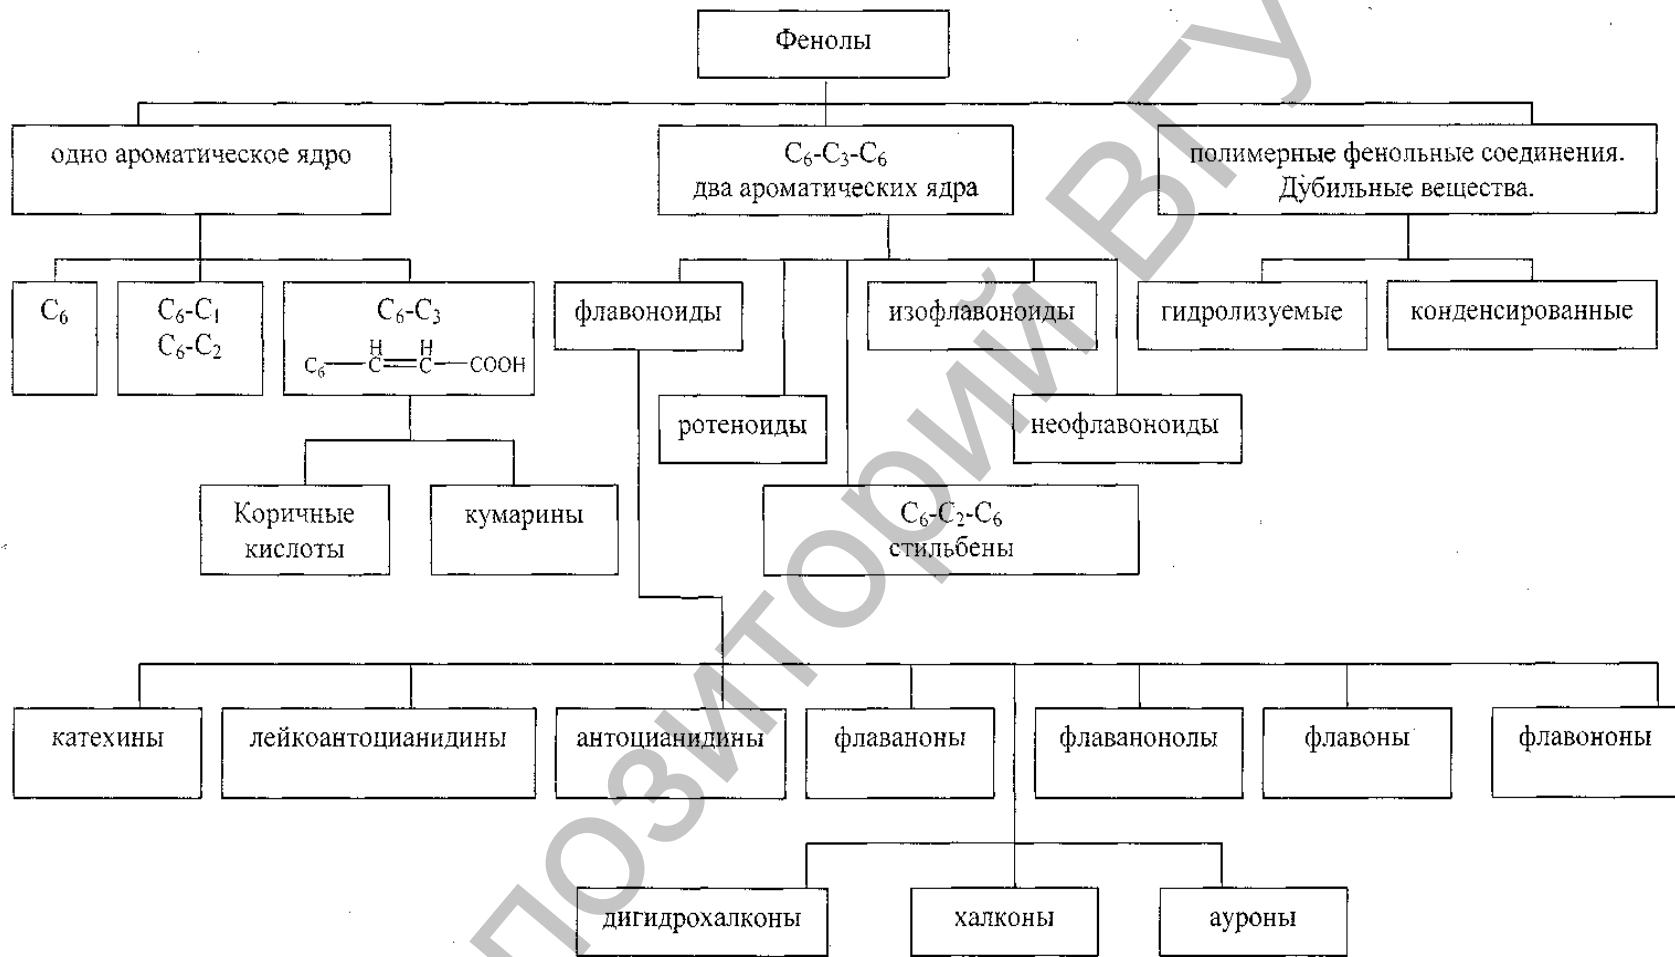 Фенолы
одно ароматическое ядро
C₆-C₃-C₆
два ароматических ядра
полимерные фенольные соединения.
Дубильные вещества.
C₆
C₆-C₁
C₆-C₂
C₆-C₃
H H
C₆—C=C—COOH
флавоноиды
изофлавоноиды
гидролизуемые
конденсированные
ротеноиды
неофлавоноиды
Коричные
кислоты
кумарины
C₆-C₂-C₆
стильбены
катехины
лейкоантоцианидины
антоцианидины
флаваноны
флаванонолы
флавоны
флавононы
дигидрохалконы
халконы
ауроны
позиторий ВГУ